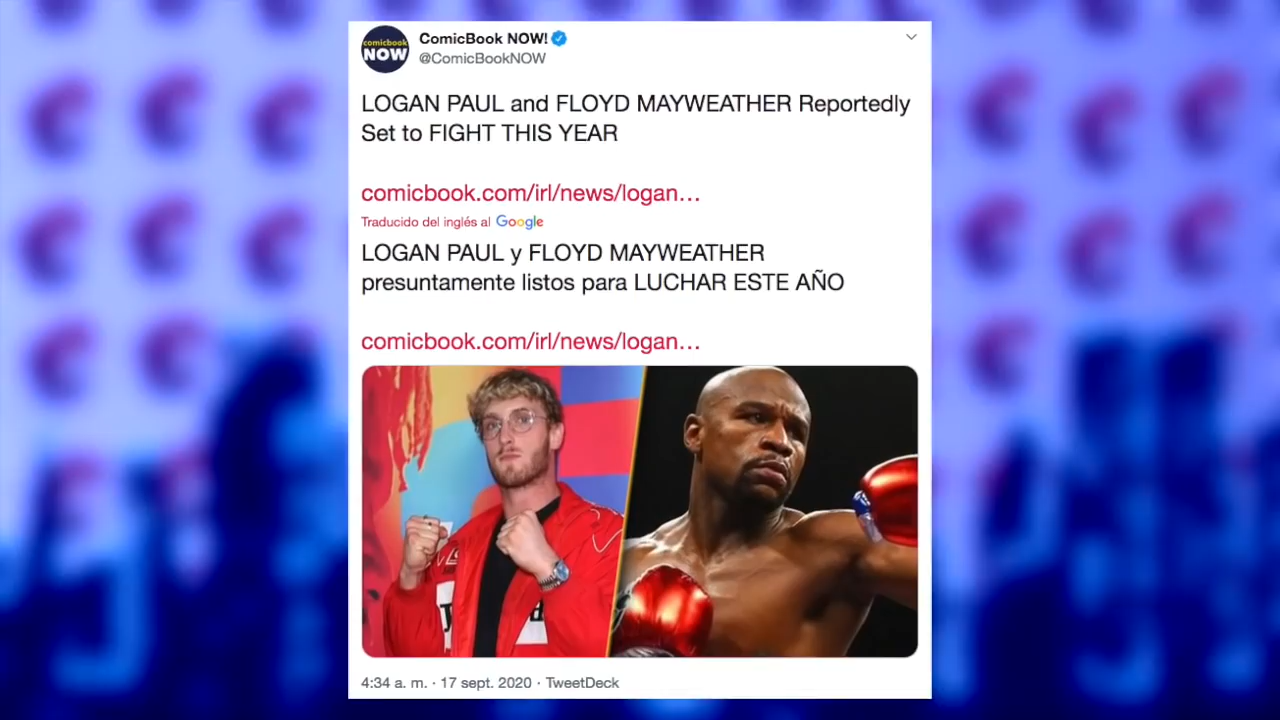 comicbook
NOW
ComicBook NOW!
@ComicBookNOW
LOGAN PAUL and FLOYD MAYWEATHER Reportedly
Set to FIGHT THIS YEAR
comicbook.com/irl/news/logan…
Traducido del inglés al Google
LOGAN PAUL y FLOYD MAYWEATHER
presuntamente listos para LUCHAR ESTE AÑO
comicbook.com/irl/news/logan…
4:34 a. m. · 17 sept. 2020 · TweetDeck